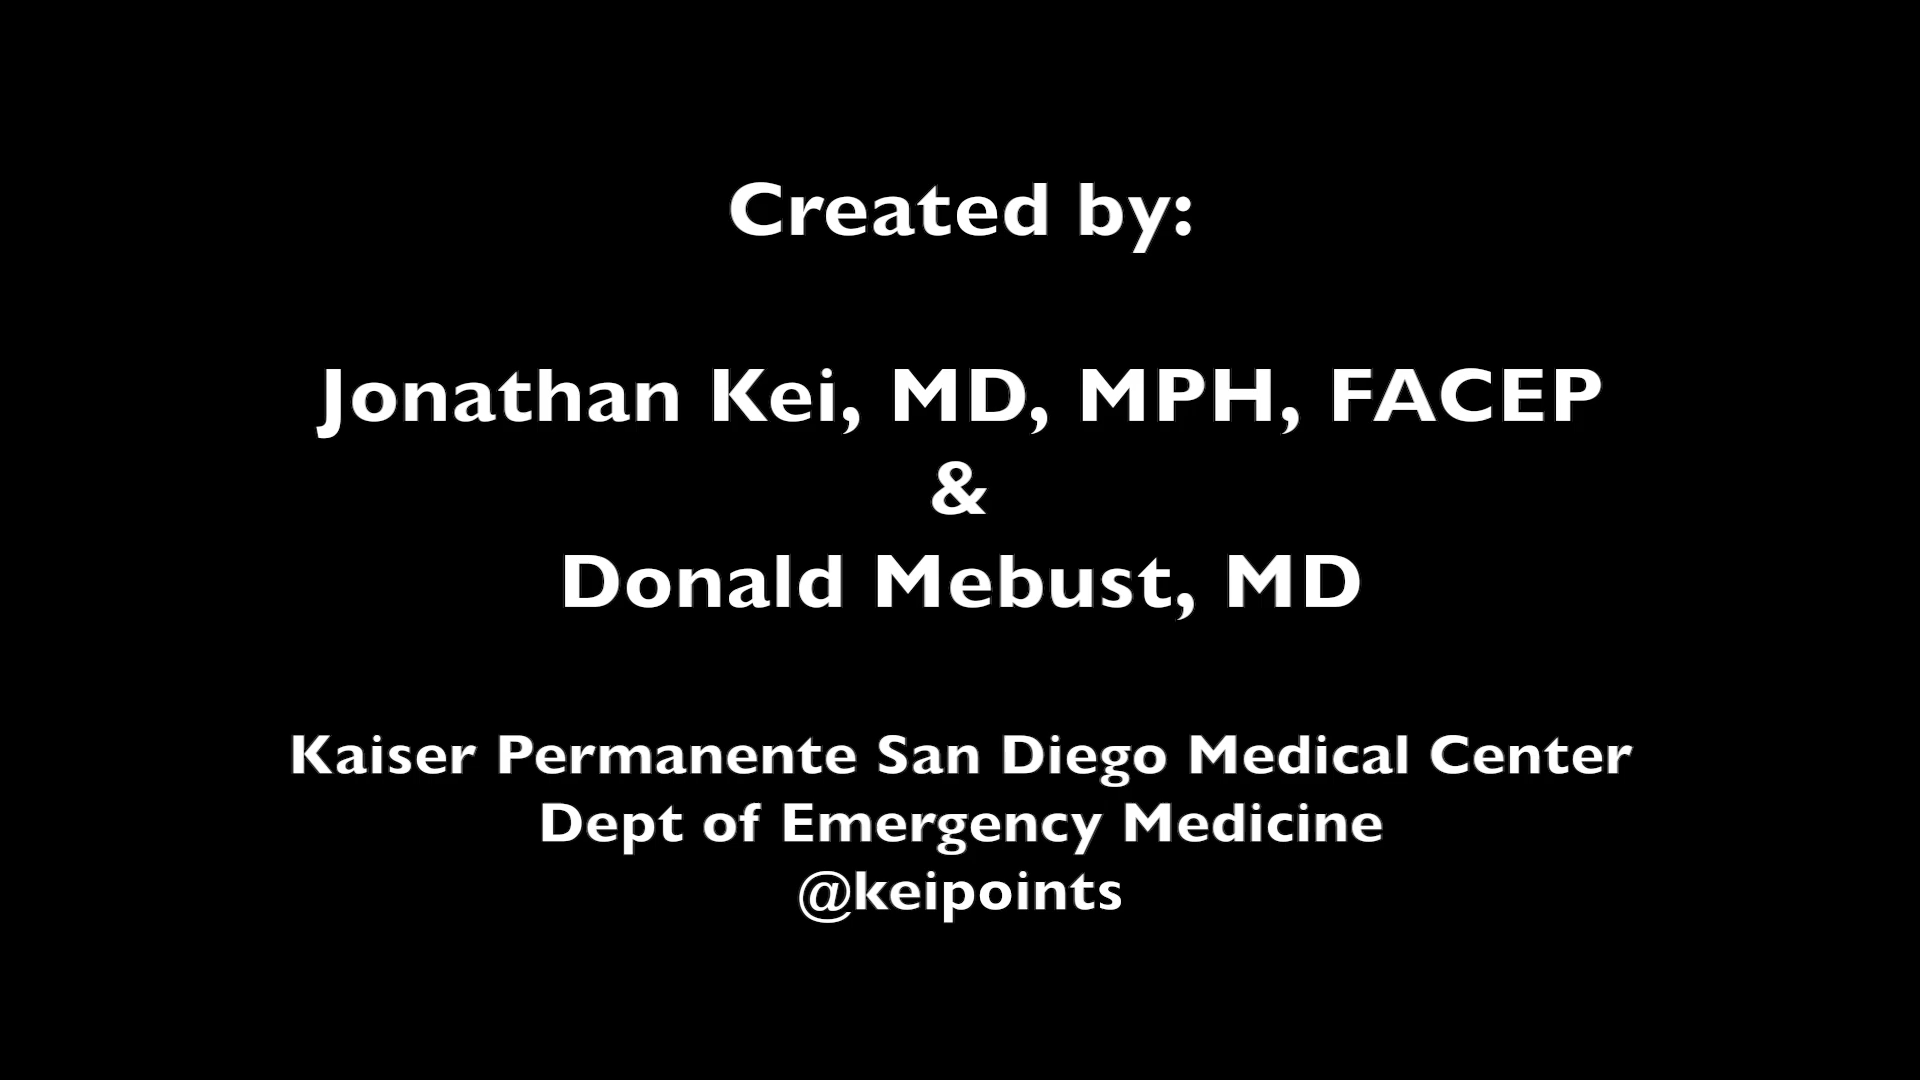 Created by:
Jonathan Kei, MD, MPH, FACEP
&
Donald Mebust, MD
Kaiser Permanente San Diego Medical Center
Dept of Emergency Medicine
@keipoints